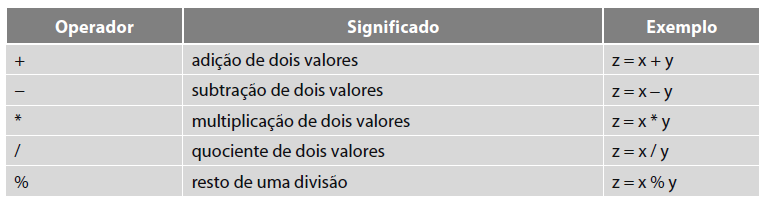 Operador Significado Exemplo
+ adição de dois valores z = x + y
– subtração de dois valores z = x – y
* multiplicação de dois valores z = x * y
/ quociente de dois valores z = x / y
% resto de uma divisão z = x % y